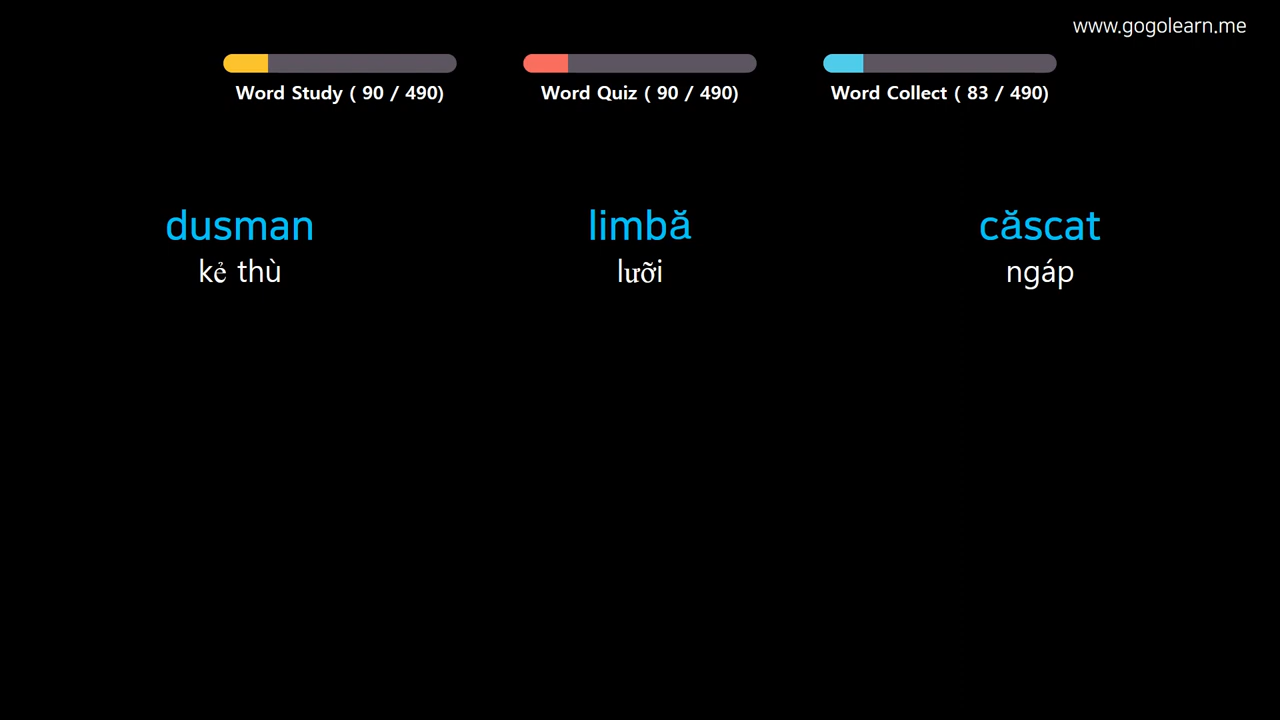 www.gogolearn.me
Word Study ( 90 / 490)
Word Quiz ( 90 / 490)
Word Collect ( 83 / 490)
dusman
kẻ thù
limbă
lưỡi
căscat
ngáp